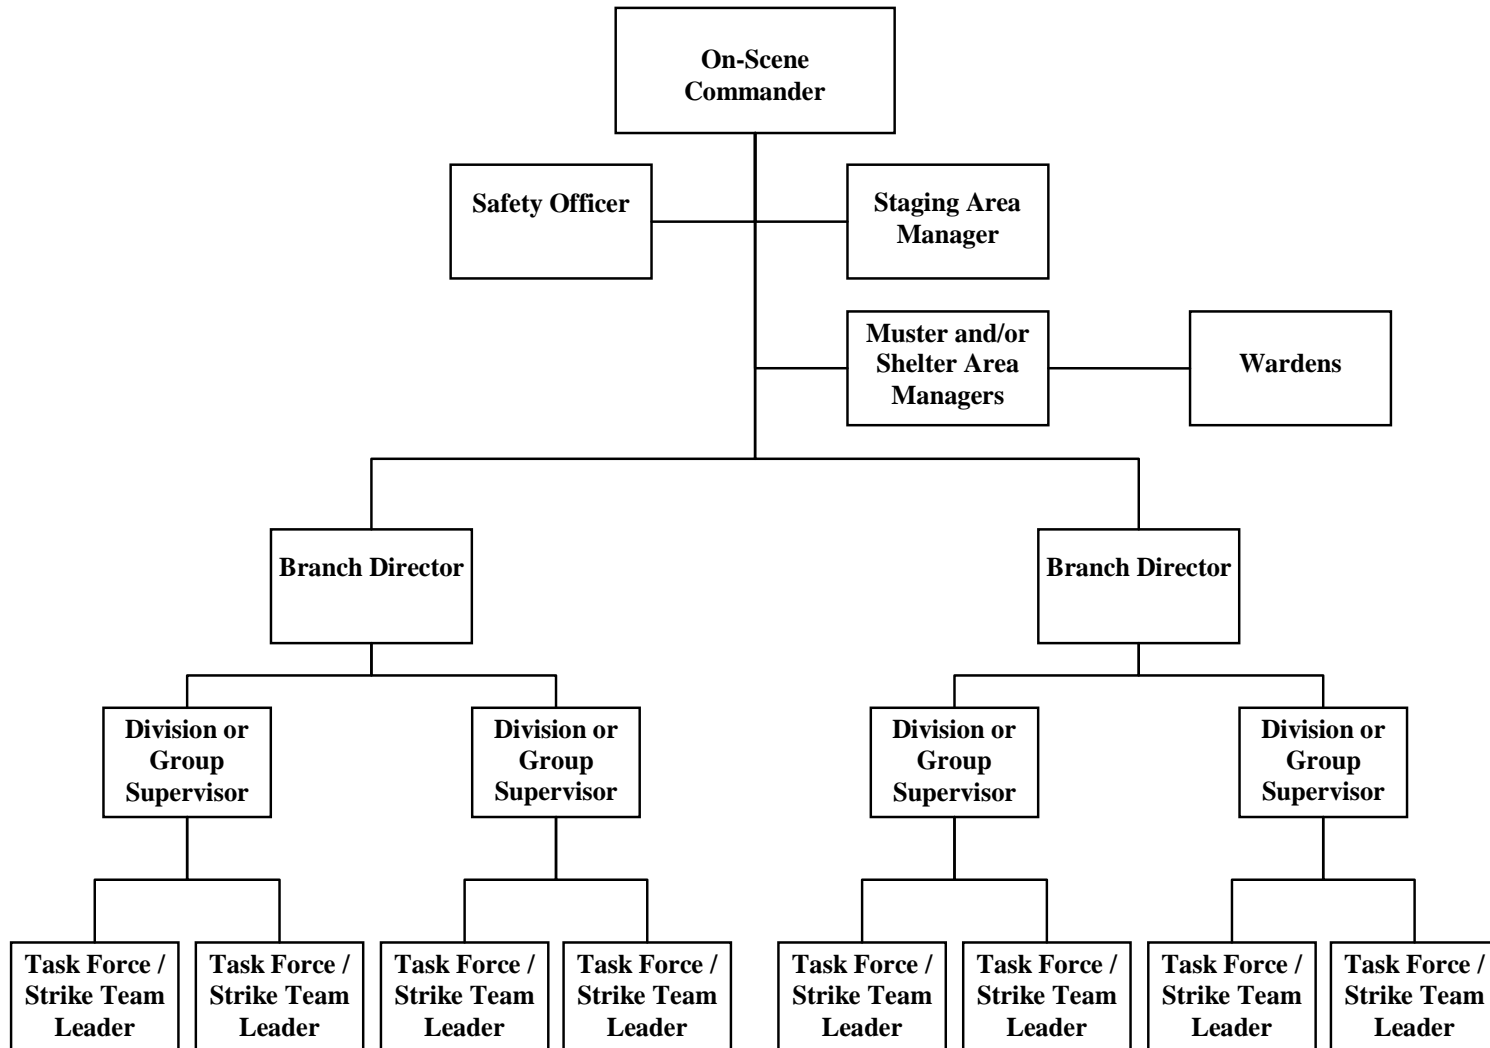 On-Scene
Commander
Safety Officer
Staging Area
Manager
Muster and/or
Shelter Area
Managers
Wardens
Branch Director
Branch Director
Division or
Group
Supervisor
Division or
Group
Supervisor
Division or
Group
Supervisor
Division or
Group
Supervisor
Task Force /
Strike Team
Leader
Task Force /
Strike Team
Leader
Task Force /
Strike Team
Leader
Task Force /
Strike Team
Leader
Task Force /
Strike Team
Leader
Task Force /
Strike Team
Leader
Task Force /
Strike Team
Leader
Task Force /
Strike Team
Leader